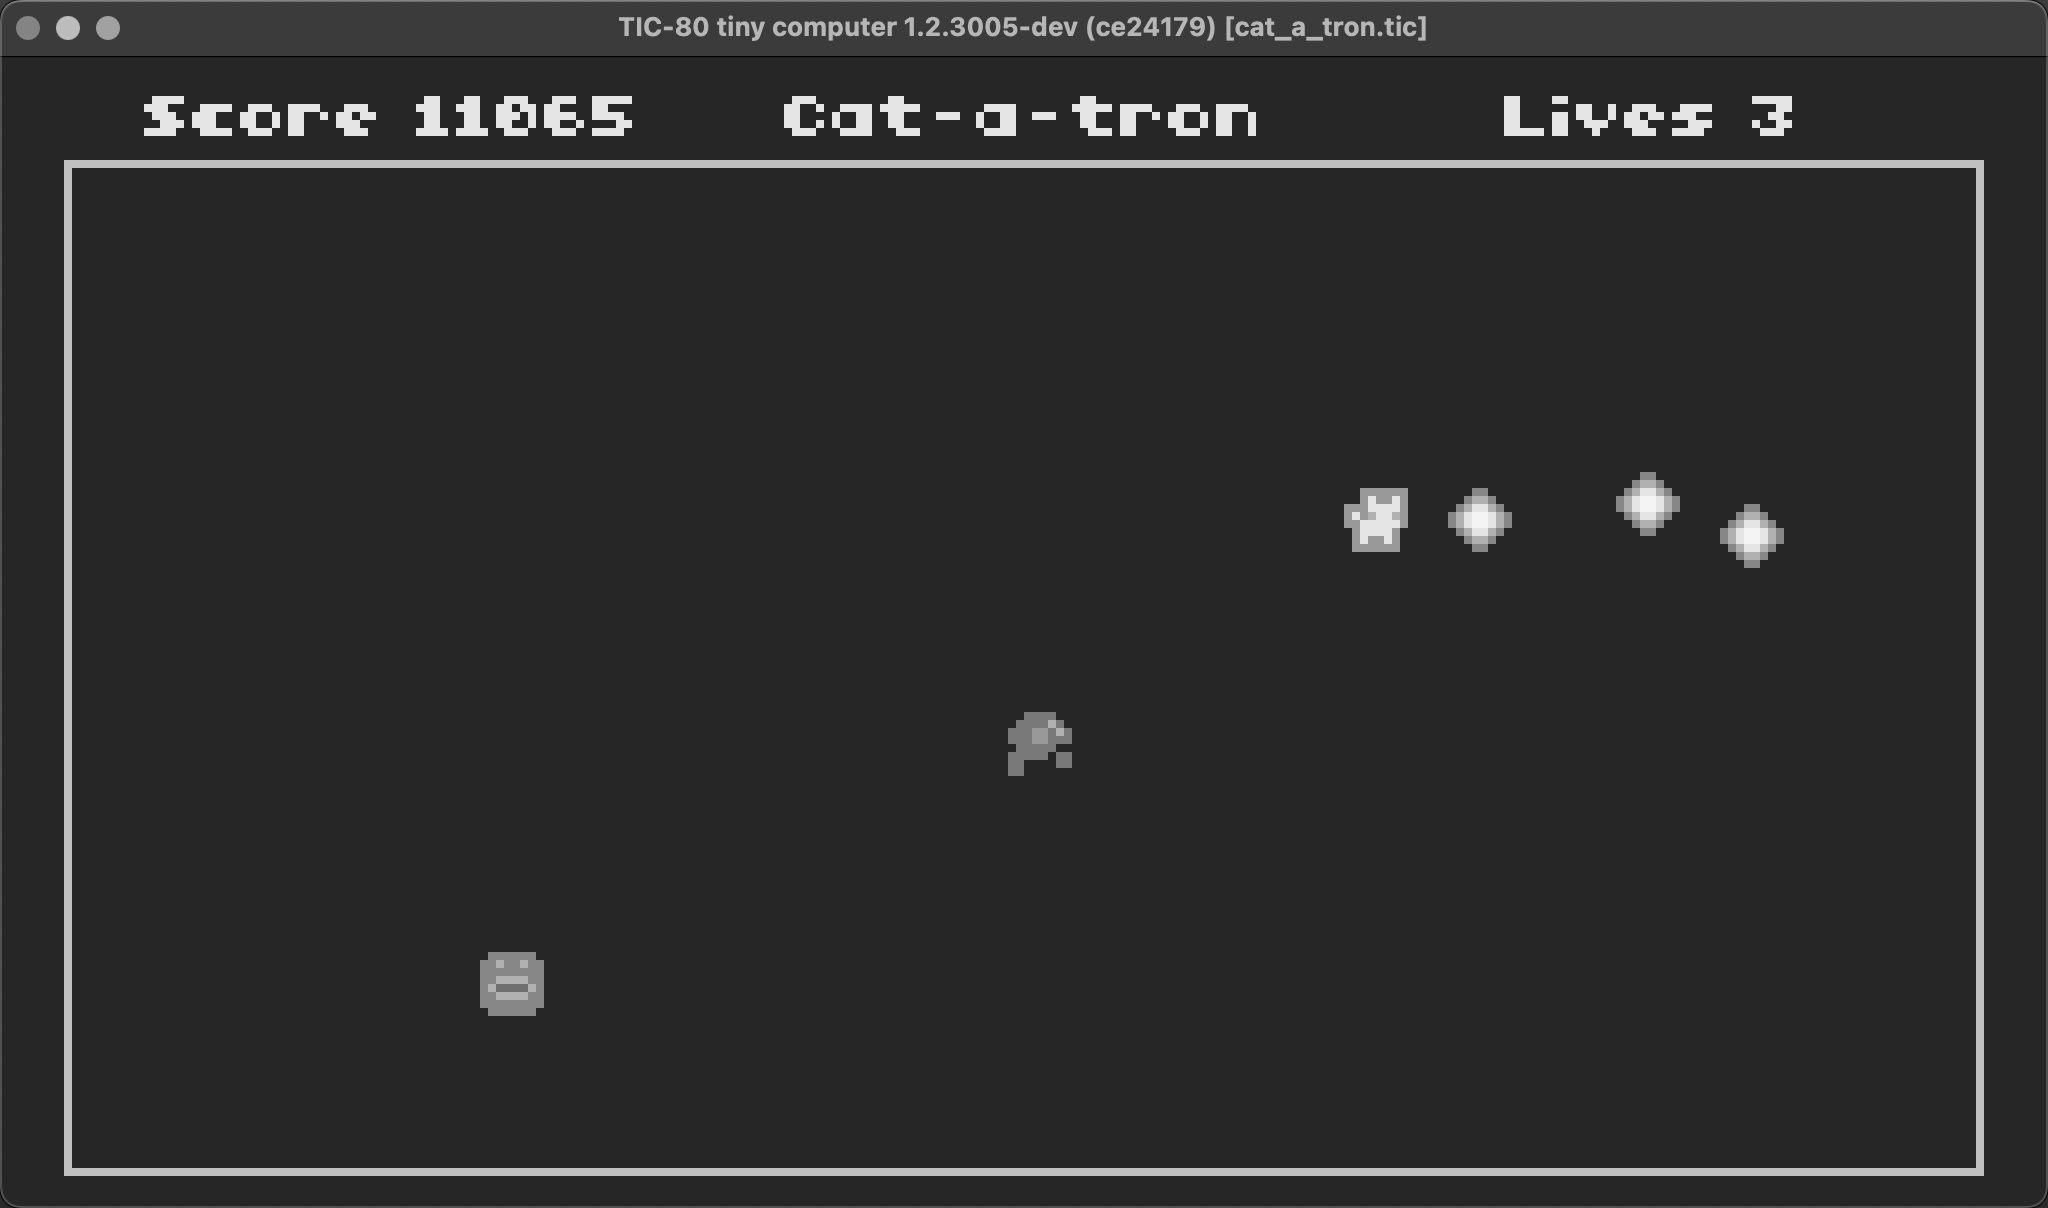 TIC-80 tiny computer 1.2.3005-dev (ce24179) [cat_a_tron.tic]
Score 11065 Cat-a-tron Lives 3